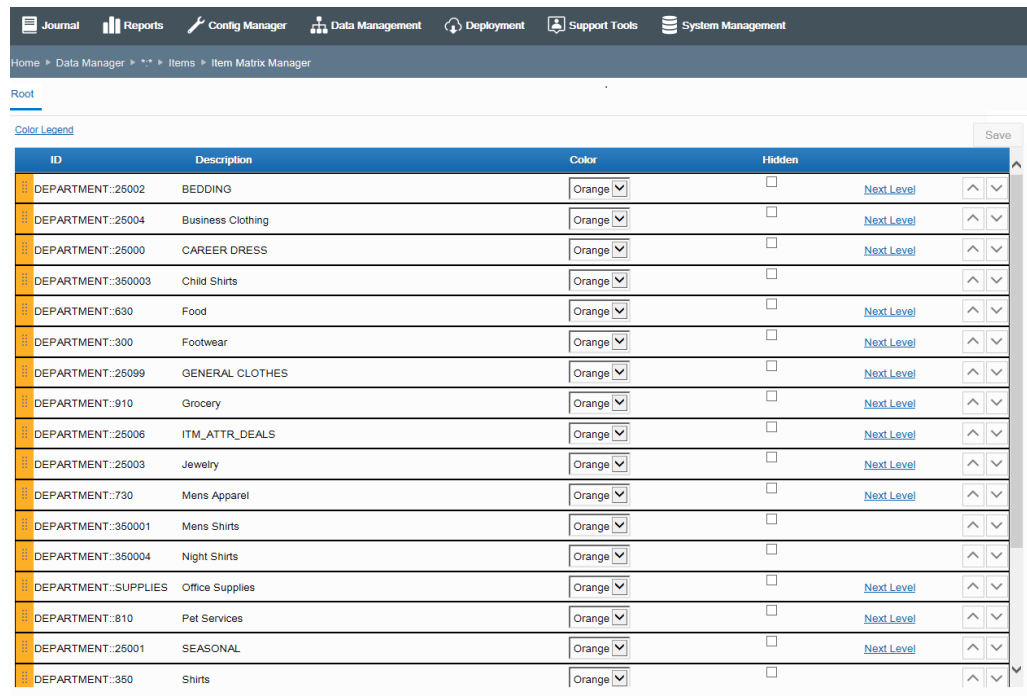 Journal Reports Config Manager Data Management Deployment Support Tools System Management
Home Data Manager *:* Items Item Matrix Manager
Root
Color Legend
Save
ID Description Color Hidden
DEPARTMENT::25002 BEDDING Orange Next Level
DEPARTMENT::25004 Business Clothing Orange Next Level
DEPARTMENT::25000 CAREER DRESS Orange Next Level
DEPARTMENT::350003 Child Shirts Orange
DEPARTMENT::630 Food Orange Next Level
DEPARTMENT::300 Footwear Orange Next Level
DEPARTMENT::25099 GENERAL CLOTHES Orange Next Level
DEPARTMENT::910 Grocery Orange Next Level
DEPARTMENT::25006 ITM_ATTR_DEALS Orange Next Level
DEPARTMENT::25003 Jewelry Orange Next Level
DEPARTMENT::730 Mens Apparel Orange Next Level
DEPARTMENT::350001 Mens Shirts Orange
DEPARTMENT::350004 Night Shirts Orange
DEPARTMENT::SUPPLIES Office Supplies Orange Next Level
DEPARTMENT::810 Pet Services Orange Next Level
DEPARTMENT::25001 SEASONAL Orange Next Level
DEPARTMENT::350 Shirts Orange